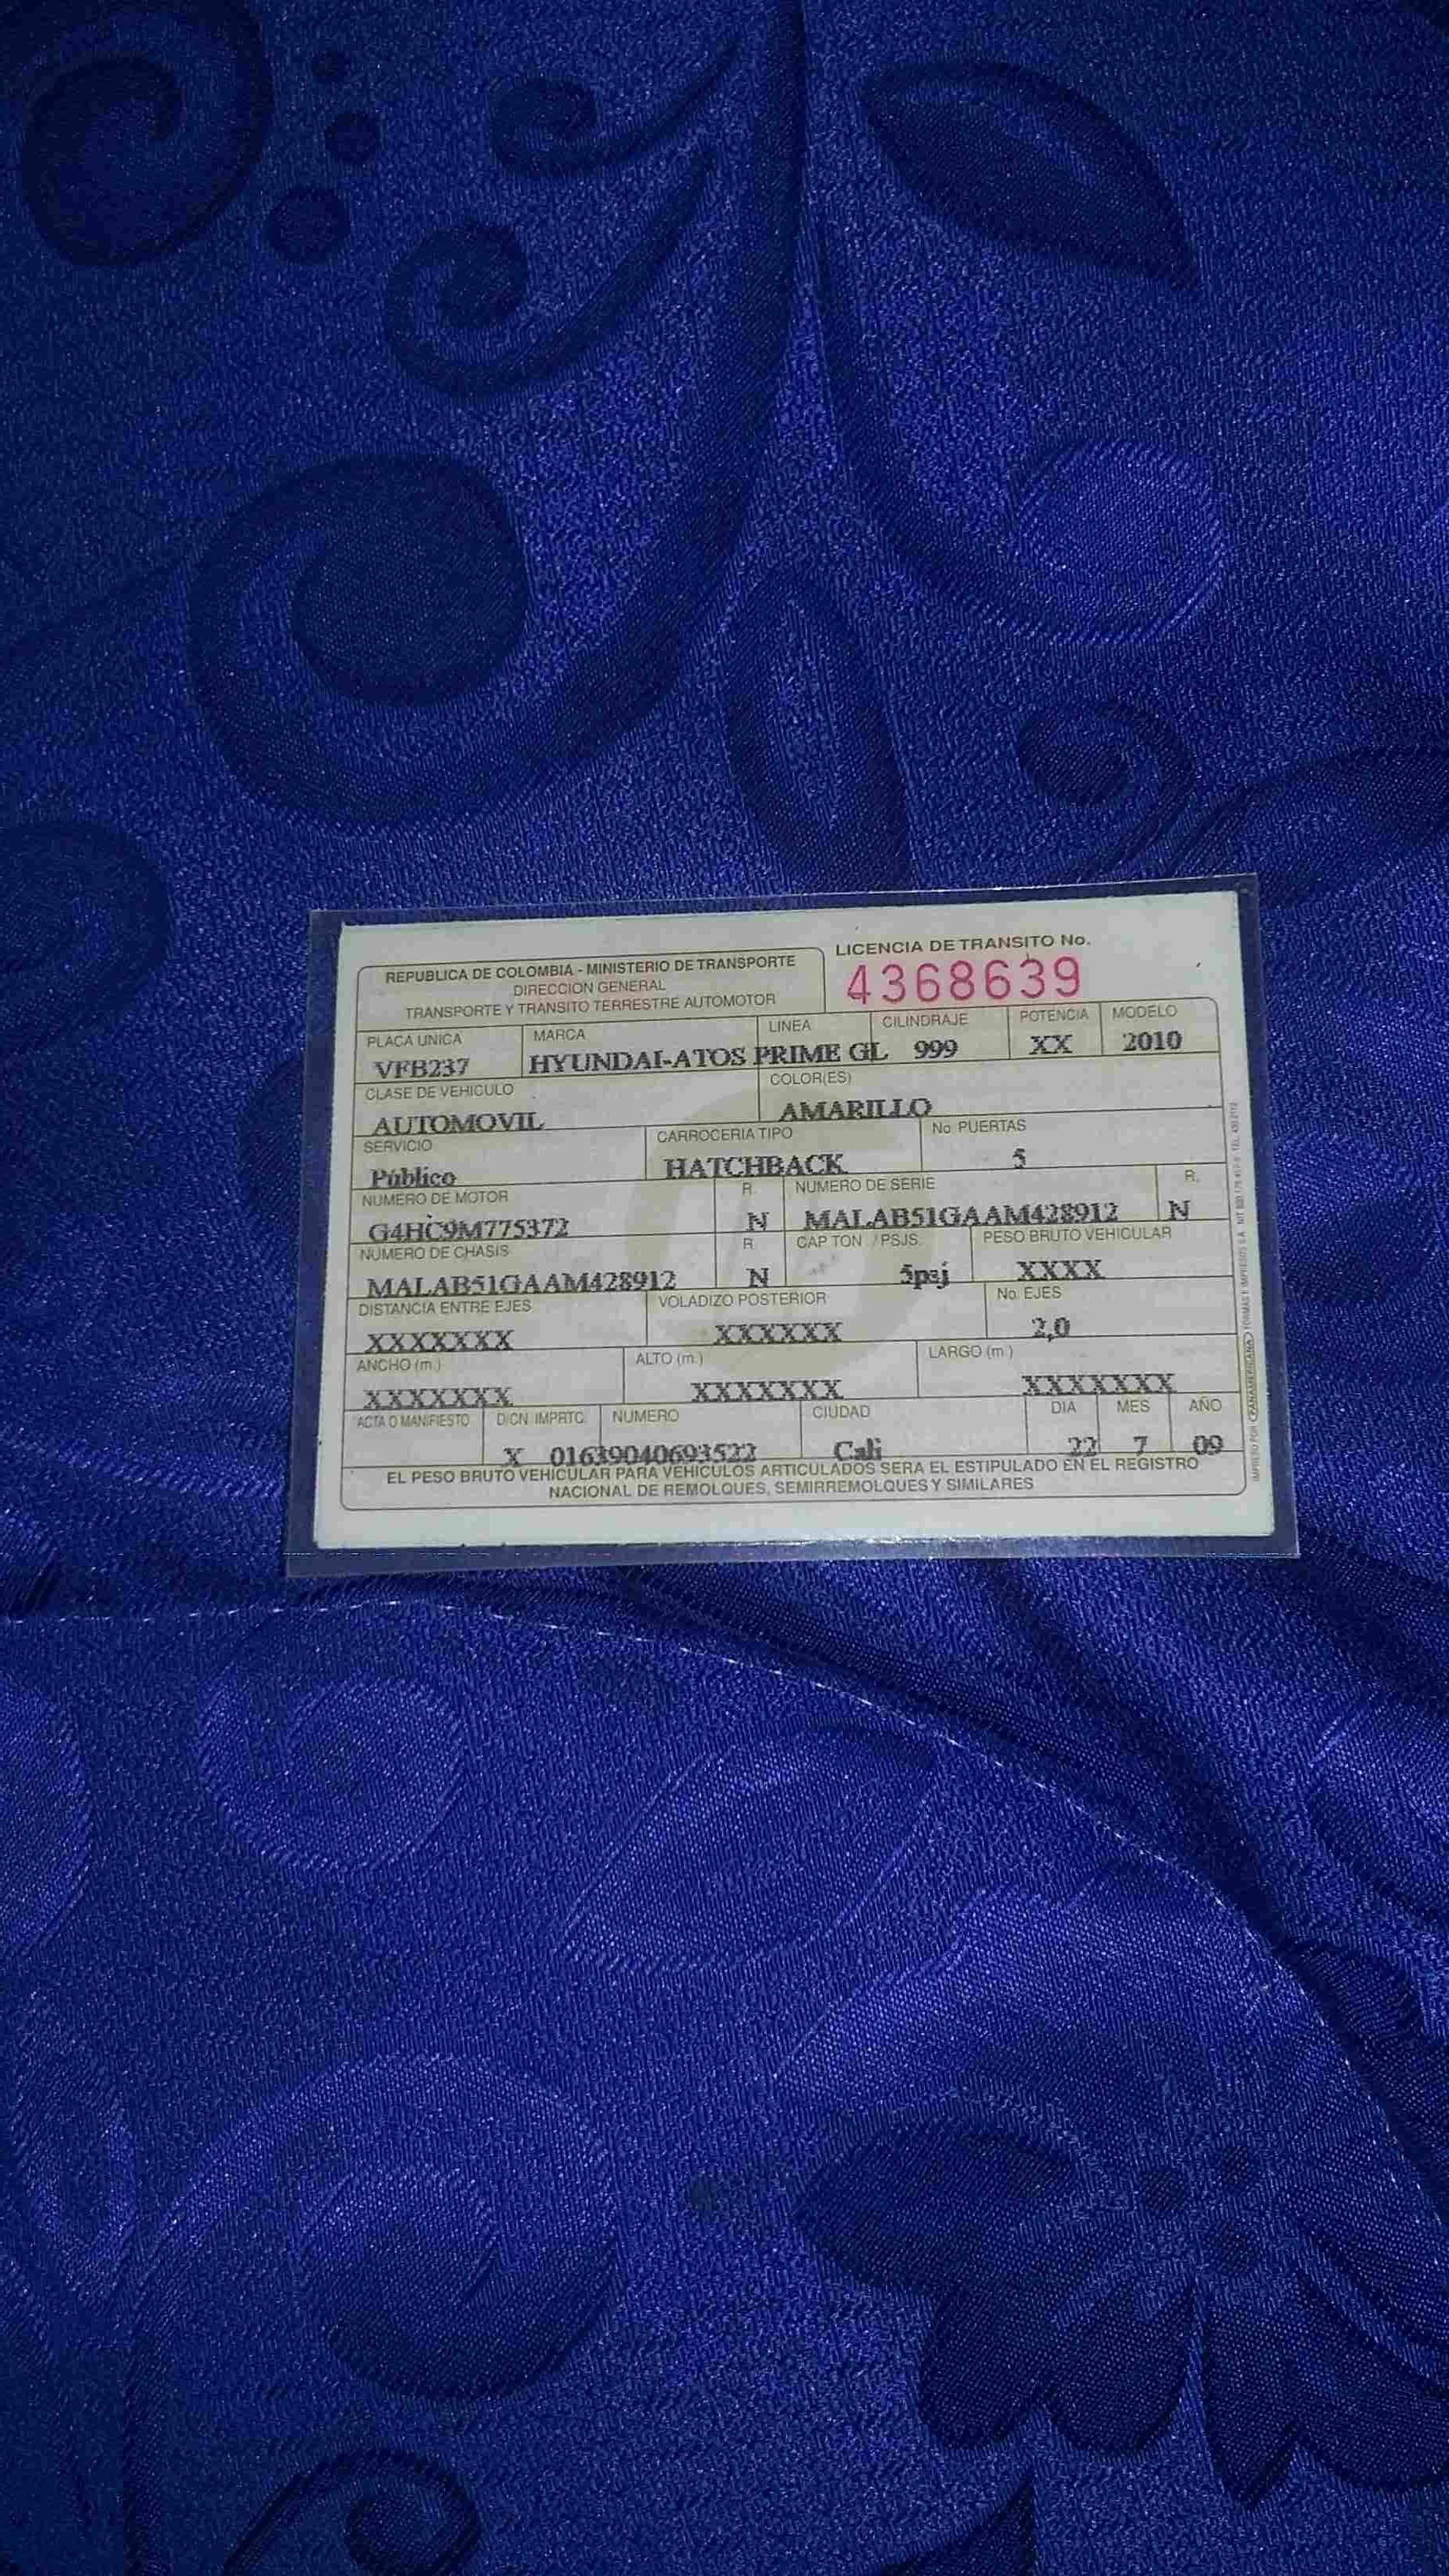 REPUBLICA DE COLOMBIA - MINISTERIO DE TRANSPORTE
DIRECCION GENERAL
TRANSPORTE Y TRANSITO TERRESTRE AUTOMOTOR
LICENCIA DE TRANSITO No.
4368639
PLACA UNICA MARCA LINEA CILINDRAJE POTENCIA MODELO
VFB237 HYUNDAI-ATOS PRIME GL 999 XX 2010
CLASE DE VEHICULO COLOR(ES)
AUTOMOVIL AMARILLO
SERVICIO CARROCERIA TIPO No PUERTAS
Público HATCHBACK 5
NUMERO DE MOTOR R. NUMERO DE SERIE R.
G4HC9M775372 N MALAB51GAAM428912 N
NUMERO DE CHASIS R CAP TON / PSJS. PESO BRUTO VEHICULAR
MALAB51GAAM428912 N 5psj XXXX
DISTANCIA ENTRE EJES VOLADIZO POSTERIOR No. EJES
XXXXXXX XXXXXX 2,0
ANCHO (m.) ALTO (m.) LARGO (m.)
XXXXXXX XXXXXXX XXXXXXX
ACTA O MANIFIESTO D/CN IMPRTC. NUMERO CIUDAD DIA MES AÑO
X 01639040693522 Cali 22 7 09
EL PESO BRUTO VEHICULAR PARA VEHICULOS ARTICULADOS SERA EL ESTIPULADO EN EL REGISTRO
NACIONAL DE REMOLQUES, SEMIRREMOLQUES Y SIMILARES
IMPRESO POR PANAMERICANA FORMAS E IMPRESOS S.A.